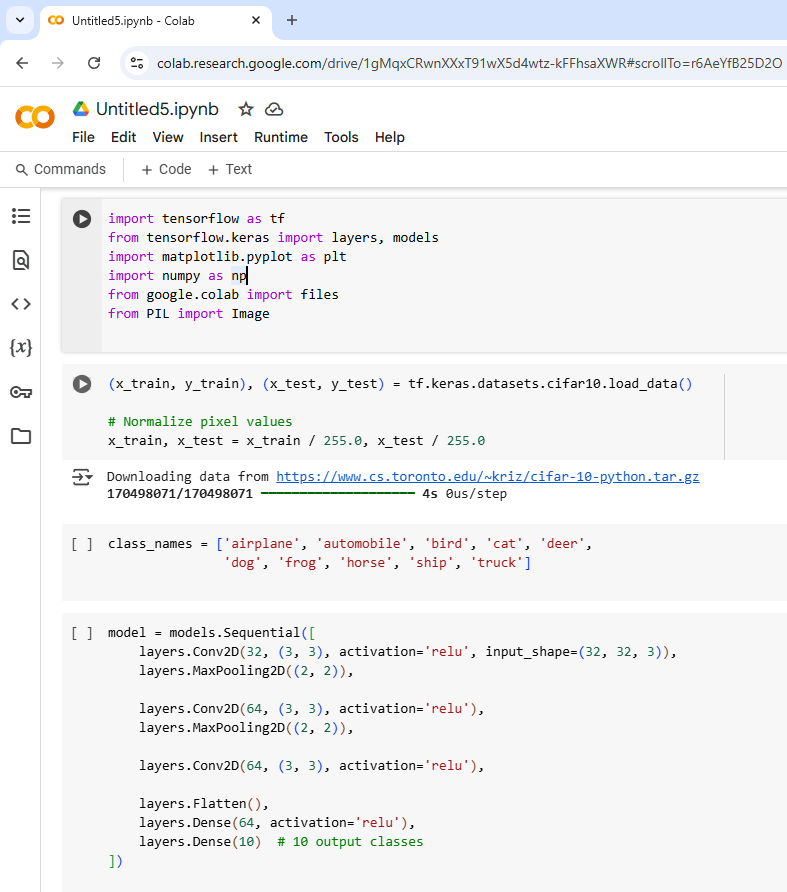 Untitled5.ipynb - Colab
colab.research.google.com/drive/1gMqxCRwnXXxT91wX5d4wtz-kFFhsaXWR#scrollTo=r6AeYfB25D2O
Untitled5.ipynb
File Edit View Insert Runtime Tools Help
Commands + Code + Text
import tensorflow as tf
from tensorflow.keras import layers, models
import matplotlib.pyplot as plt
import numpy as np
from google.colab import files
from PIL import Image
(x_train, y_train), (x_test, y_test) = tf.keras.datasets.cifar10.load_data()
# Normalize pixel values
x_train, x_test = x_train / 255.0, x_test / 255.0
Downloading data from https://www.cs.toronto.edu/~kriz/cifar-10-python.tar.gz
170498071/170498071 ━━━━━━━━━━━━━━━━━━━━ 4s 0us/step
[ ] class_names = ['airplane', 'automobile', 'bird', 'cat', 'deer',
'dog', 'frog', 'horse', 'ship', 'truck']
[ ] model = models.Sequential([
layers.Conv2D(32, (3, 3), activation='relu', input_shape=(32, 32, 3)),
layers.MaxPooling2D((2, 2)),
layers.Conv2D(64, (3, 3), activation='relu'),
layers.MaxPooling2D((2, 2)),
layers.Conv2D(64, (3, 3), activation='relu'),
layers.Flatten(),
layers.Dense(64, activation='relu'),
layers.Dense(10) # 10 output classes
])